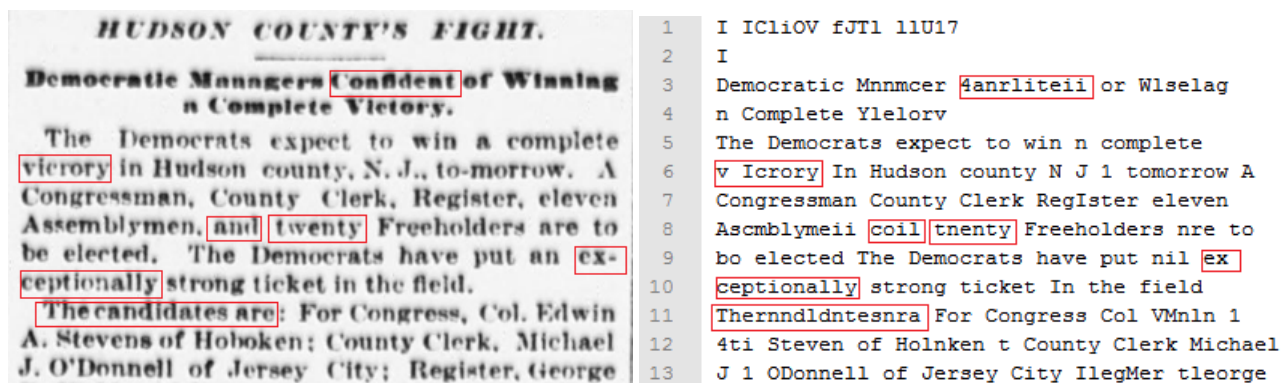 HUDSON COUNTY'S FIGHT.
Democratic Managers Confident of Winning
a Complete Victory.
The Democrats expect to win a complete
vicrory in Hudson county, N. J., to-morrow. A
Congressman, County Clerk, Register, eleven
Assemblymen, and twenty Freeholders are to
be elected. The Democrats have put an ex-
ceptionally strong ticket in the field.
The candidates are: For Congress, Col. Edwin
A. Stevens of Hoboken; County Clerk, Michael
J. O'Donnell of Jersey City; Register, George
1 I ICliOV fJTl llU17
2 I
3 Democratic Mnnmcer 4anrliteii or Wlselag
4 n Complete Ylelorv
5 The Democrats expect to win n complete
6 v Icrory In Hudson county N J 1 tomorrow A
7 Congressman County Clerk RegIster eleven
8 Ascmblymeii coil tnenty Freeholders nre to
9 bo elected The Democrats have put nil ex
10 ceptionally strong ticket In the field
11 Thernndldntesnra For Congress Col VMnln 1
12 4ti Steven of Holnken t County Clerk Michael
13 J 1 ODonnell of Jersey City IlegMer tleorge